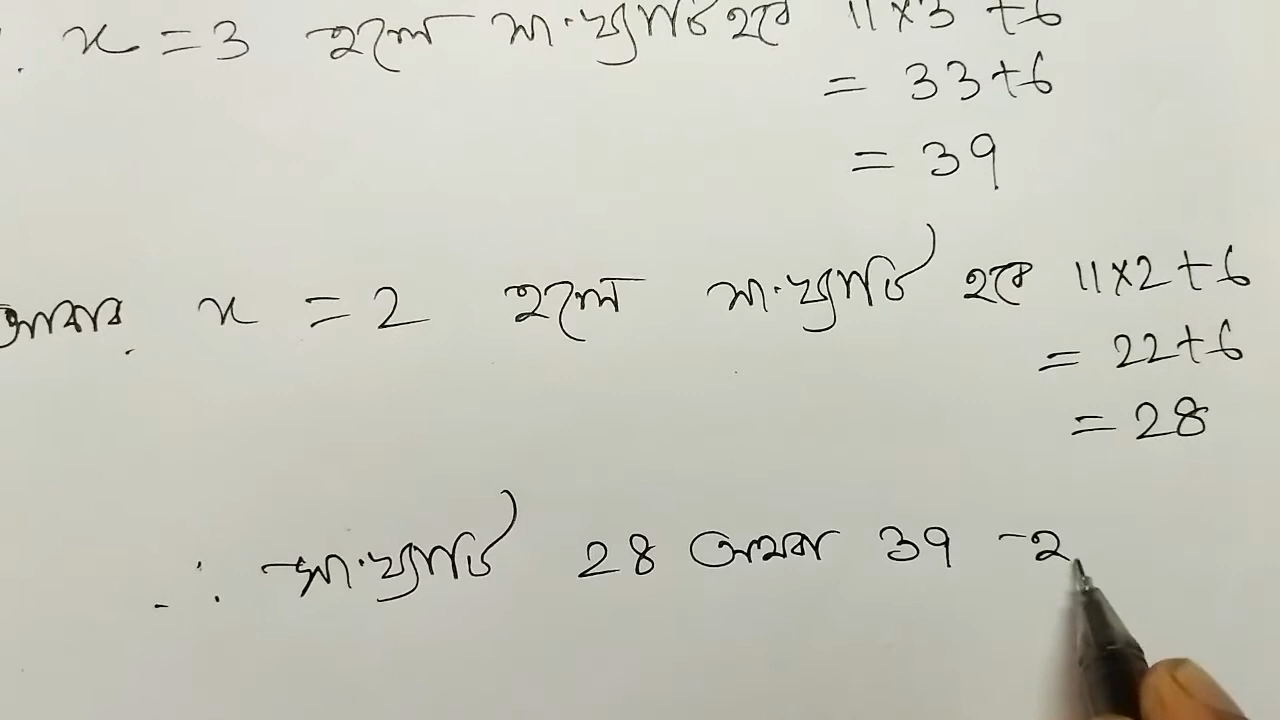 x = 3 হলে সংখ্যাটি হবে 11×3 +6
= 33+6
= 39
আবার x = 2 হলে সংখ্যাটি হবে 11×2+6
= 22+6
= 28
∴ সংখ্যাটি 28 অথবা 39